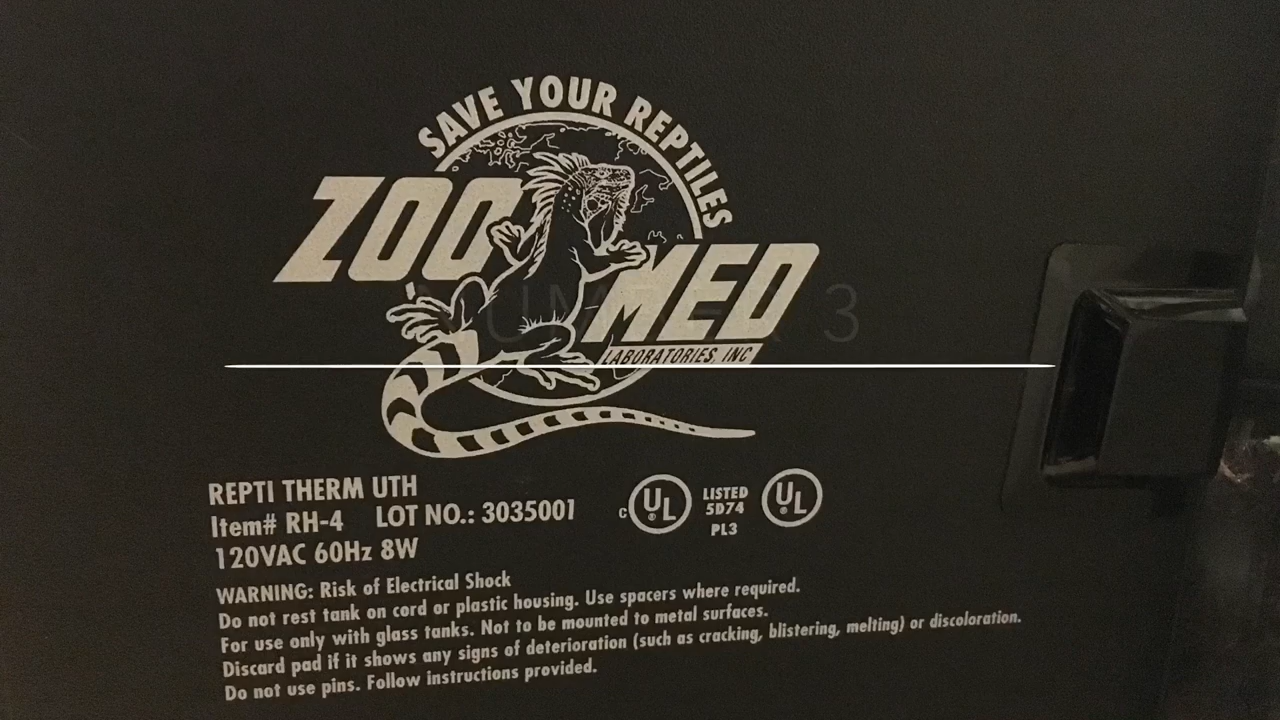 SAVE YOUR REPTILES
ZOO MED
LABORATORIES, INC
NUMBER 3
REPTI THERM UTH
Item# RH-4 LOT NO.: 3035001
120VAC 60Hz 8W
C UL LISTED 5D74 PL3 UL
WARNING: Risk of Electrical Shock
Do not rest tank on cord or plastic housing. Use spacers where required.
For use only with glass tanks. Not to be mounted to metal surfaces.
Discard pad if it shows any signs of deterioration (such as cracking, blistering, melting) or discoloration.
Do not use pins. Follow instructions provided.